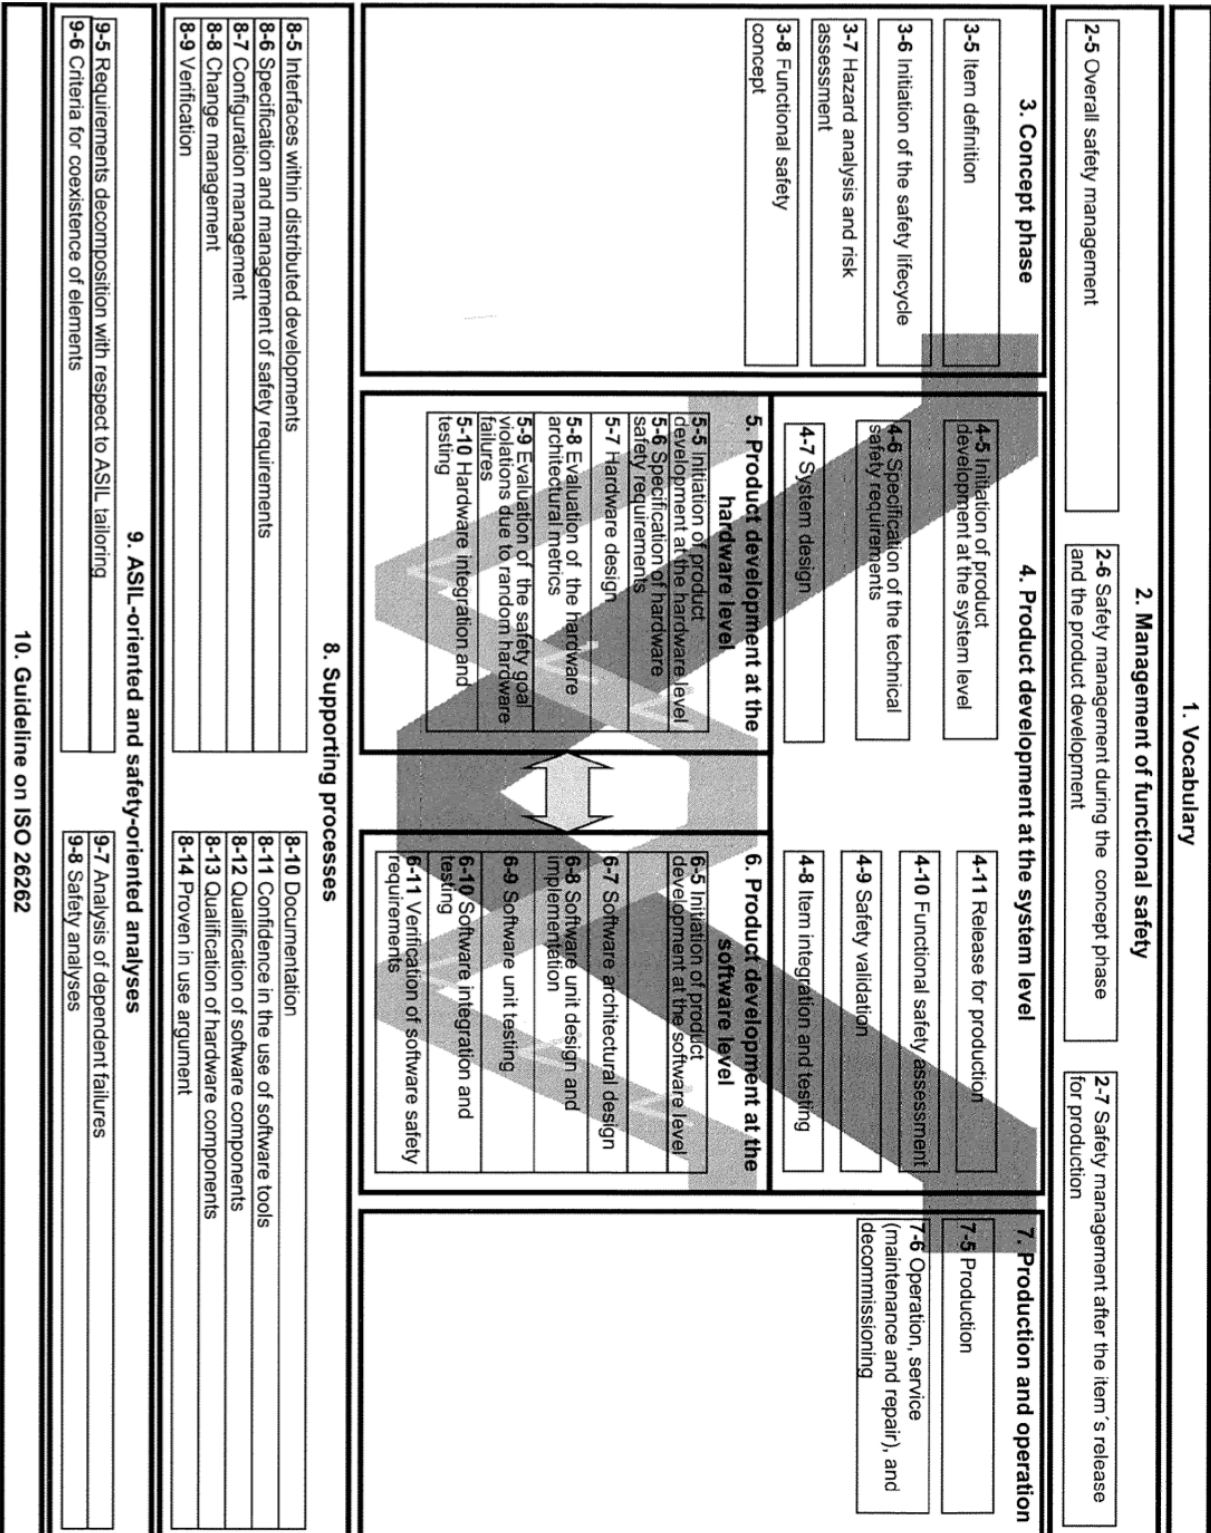 1. Vocabulary
2. Management of functional safety
2-5 Overall safety management
2-6 Safety management during the concept phase
and the product development
2-7 Safety management after the item´s release
for production
3. Concept phase
3-5 Item definition
3-6 Initiation of the safety lifecycle
3-7 Hazard analysis and risk
assessment
3-8 Functional safety
concept
4. Product development at the system level
4-5 Initiation of product
development at the system level
4-6 Specification of the technical
safety requirements
4-7 System design
4-11 Release for production
4-10 Functional safety assessment
4-9 Safety validation
4-8 Item integration and testing
5. Product development at the
hardware level
5-5 Initiation of product
development at the hardware level
5-6 Specification of hardware
safety requirements
5-7 Hardware design
5-8 Evaluation of the hardware
architectural metrics
5-9 Evaluation of the safety goal
violations due to random hardware
failures
5-10 Hardware integration and
testing
6. Product development at the
software level
6-5 Initiation of product
development at the software level
6-7 Software architectural design
6-8 Software unit design and
implementation
6-9 Software unit testing
6-10 Software integration and
testing
6-11 Verification of software safety
requirements
7. Production and operation
7-5 Production
7-6 Operation, service
(maintenance and repair), and
decommissioning
8. Supporting processes
8-5 Interfaces within distributed developments
8-6 Specification and management of safety requirements
8-7 Configuration management
8-8 Change management
8-9 Verification
8-10 Documentation
8-11 Confidence in the use of software tools
8-12 Qualification of software components
8-13 Qualification of hardware components
8-14 Proven in use argument
9. ASIL-oriented and safety-oriented analyses
9-5 Requirements decomposition with respect to ASIL tailoring
9-6 Criteria for coexistence of elements
9-7 Analysis of dependent failures
9-8 Safety analyses
10. Guideline on ISO 26262